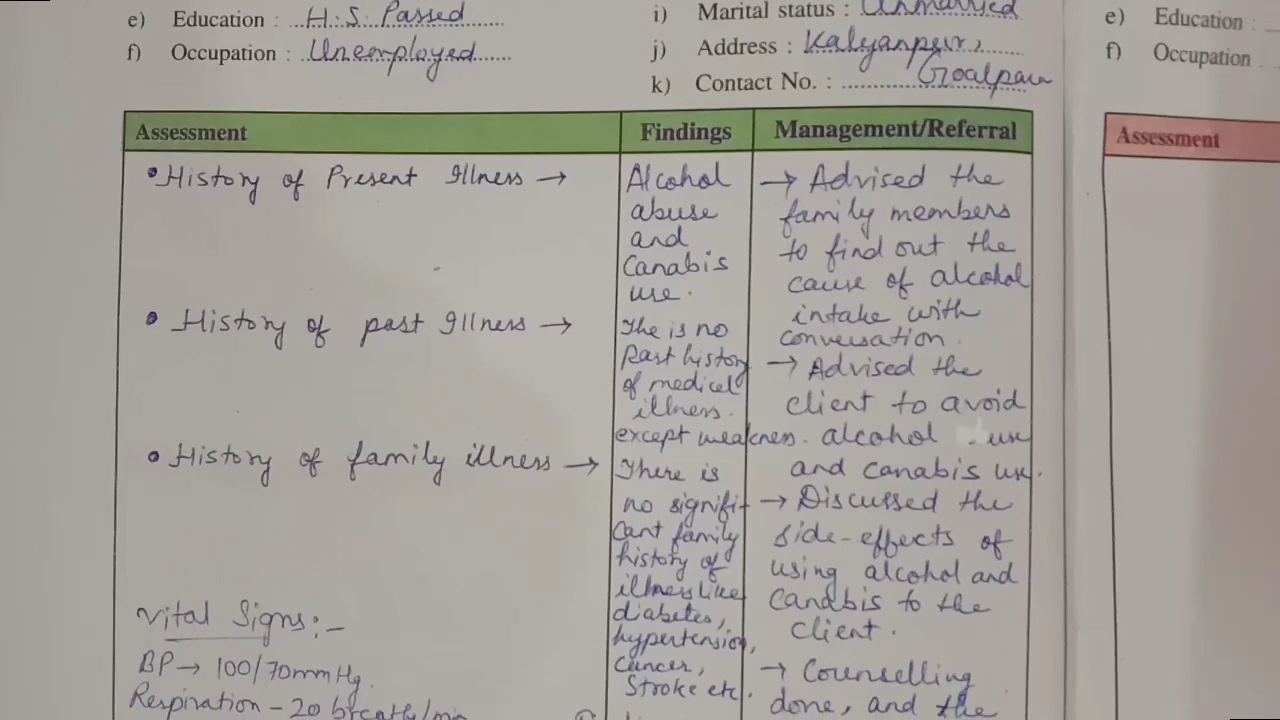 e) Education : H.S. Passed
f) Occupation : Unemployed
i) Marital status : Unmarried
j) Address : Kalyanpur,
Goalpara
k) Contact No. :
Assessment
• History of Present Illness →
• History of past Illness →
• History of family illness →
Vital Signs:-
BP → 100/70mmHg.
Respiration - 20 breath/min
Findings
Alcohol
abuse
and
Canabis
use.
The is no
past history
of medical
illness.
except weakness.
There is
no signifi-
cant family
history of
illness like
diabetes,
hypertension,
cancer,
Stroke etc.
Management/Referral
→ Advised the
family members
to find out the
cause of alcohol
intake with
conversation.
→ Advised the
client to avoid
alcohol use
and canabis use.
→ Discussed the
side-effects of
using alcohol and
canabis to the
client.
→ Counselling
done, and the
e) Education :
f) Occupation
Assessment